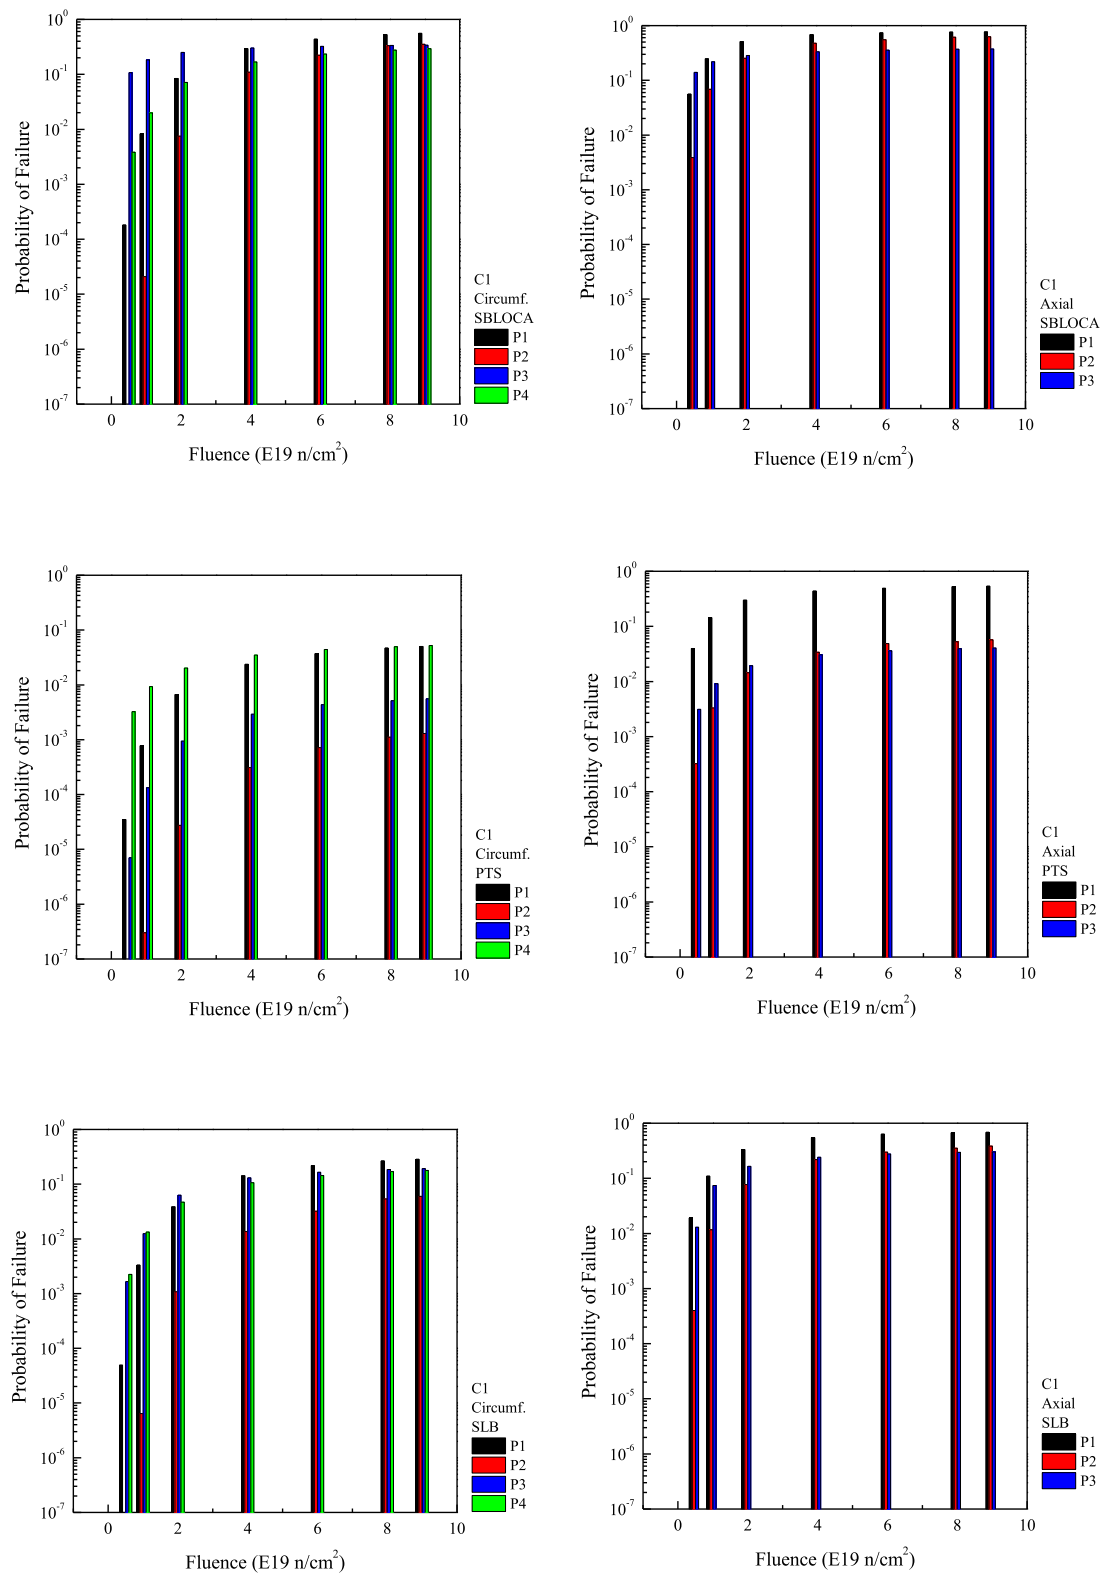 Probability of Failure
10^0
10^-1
10^-2
10^-3
10^-4
10^-5
10^-6
10^-7
0 2 4 6 8 10
Fluence (E19 n/cm^2)
C1
Circumf.
SBLOCA
P1
P2
P3
P4
Probability of Failure
10^0
10^-1
10^-2
10^-3
10^-4
10^-5
10^-6
10^-7
0 2 4 6 8 10
Fluence (E19 n/cm^2)
C1
Axial
SBLOCA
P1
P2
P3
Probability of Failure
10^0
10^-1
10^-2
10^-3
10^-4
10^-5
10^-6
10^-7
0 2 4 6 8 10
Fluence (E19 n/cm^2)
C1
Circumf.
PTS
P1
P2
P3
P4
Probability of Failure
10^0
10^-1
10^-2
10^-3
10^-4
10^-5
10^-6
10^-7
0 2 4 6 8 10
Fluence (E19 n/cm^2)
C1
Axial
PTS
P1
P2
P3
Probability of Failure
10^0
10^-1
10^-2
10^-3
10^-4
10^-5
10^-6
10^-7
0 2 4 6 8 10
Fluence (E19 n/cm^2)
C1
Circumf.
SLB
P1
P2
P3
P4
Probability of Failure
10^0
10^-1
10^-2
10^-3
10^-4
10^-5
10^-6
10^-7
0 2 4 6 8 10
Fluence (E19 n/cm^2)
C1
Axial
SLB
P1
P2
P3